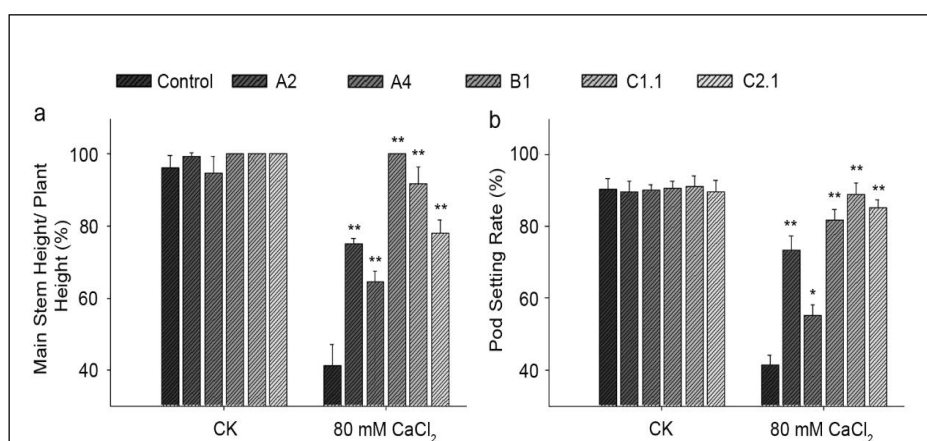 Control A2 A4 B1 C1.1 C2.1
a
Main Stem Height/ Plant
Height (%)
100
80
60
40
** ** ** ** **
CK 80 mM CaCl₂
b
Pod Setting Rate (%)
100
80
60
40
** * ** ** **
CK 80 mM CaCl₂